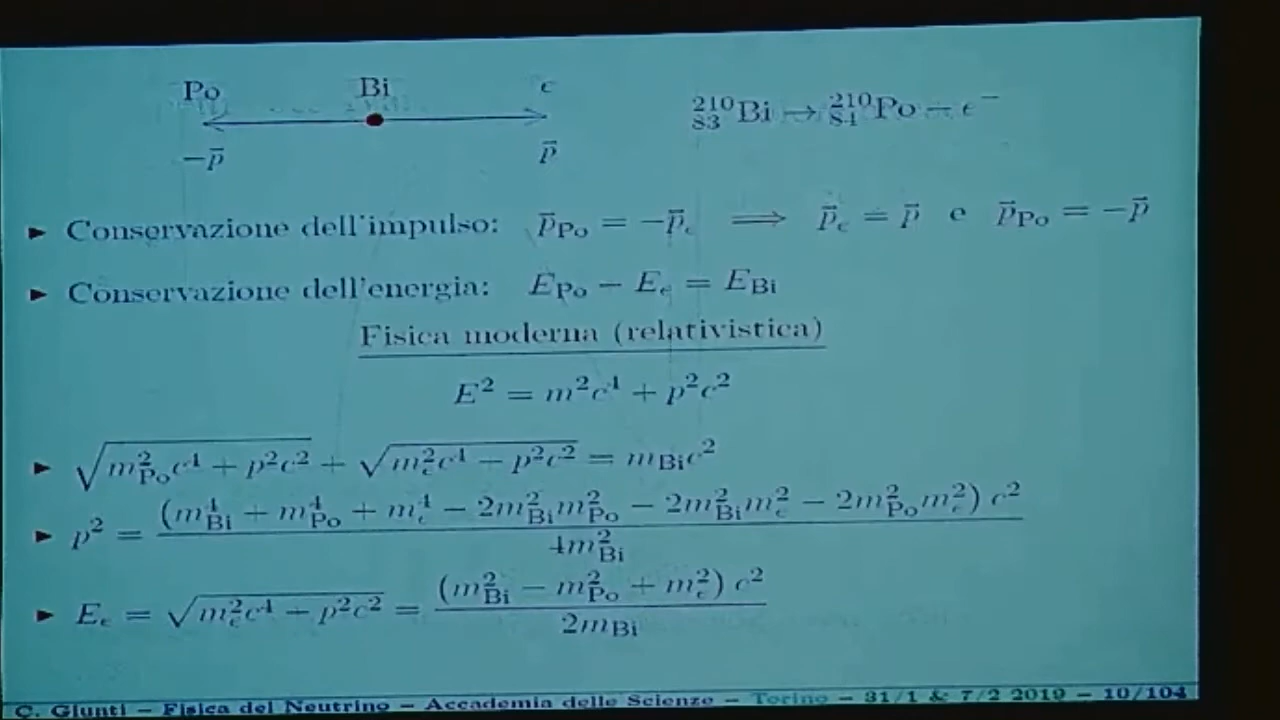 Po Bi e
−p⃗ p⃗
²¹⁰₈₃Bi → ²¹⁰₈₄Po + e⁻
► Conservazione dell'impulso: p⃗_Po = −p⃗_e ⟹ p⃗_e = p⃗ e p⃗_Po = −p⃗
► Conservazione dell'energia: E_Po + E_e = E_Bi
Fisica moderna (relativistica)
E² = m²c⁴ + p²c²
► √(m²_Po c⁴ + p²c²) + √(m²_e c⁴ + p²c²) = m_Bi c²
► p² = (m⁴_Bi + m⁴_Po + m⁴_e − 2m²_Bi m²_Po − 2m²_Bi m²_e − 2m²_Po m²_e) c² / 4m²_Bi
► E_e = √(m²_e c⁴ + p²c²) = (m²_Bi − m²_Po + m²_e) c² / 2m_Bi
C. Giunti − Fisica del Neutrino − Accademia delle Scienze − Torino − 31/1 & 7/2 2019 − 10/104